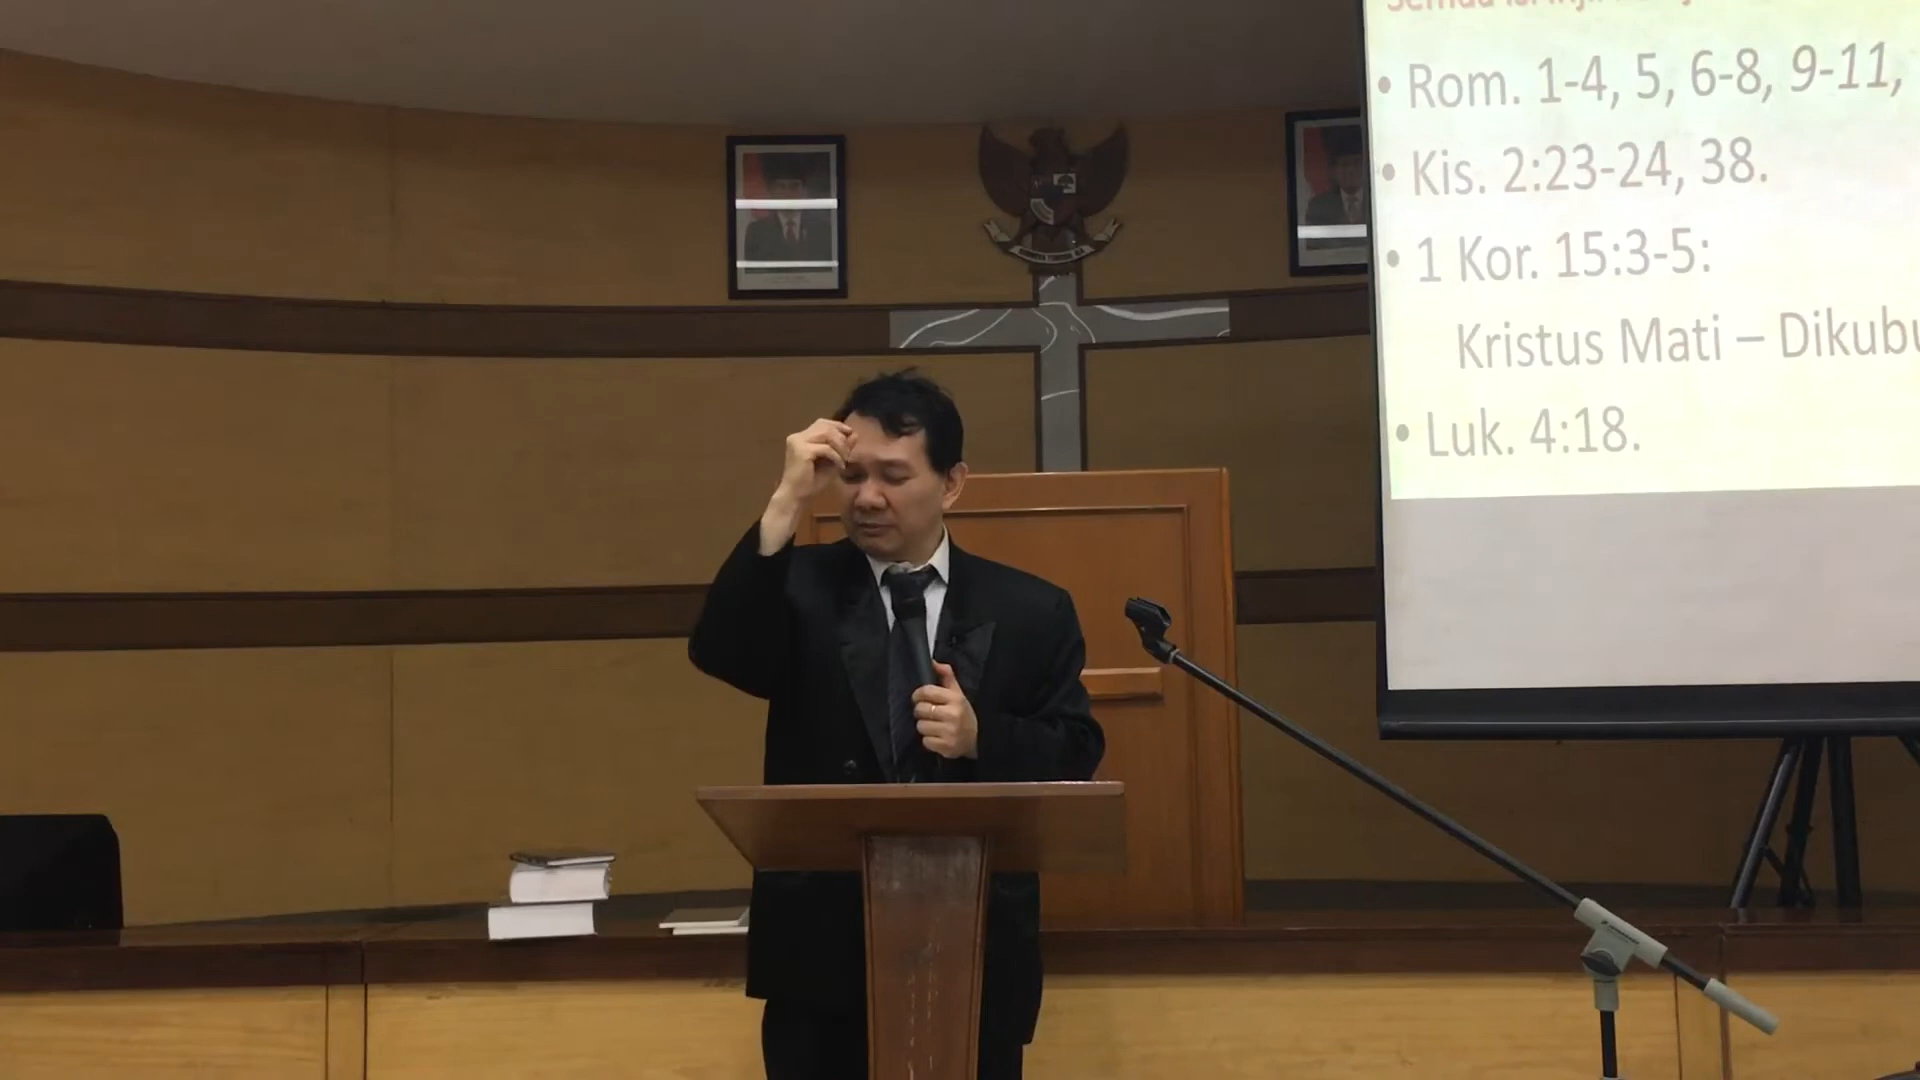 • Rom. 1-4, 5, 6-8, 9-11,
• Kis. 2:23-24, 38.
• 1 Kor. 15:3-5:
Kristus Mati – Dikubu
• Luk. 4:18.